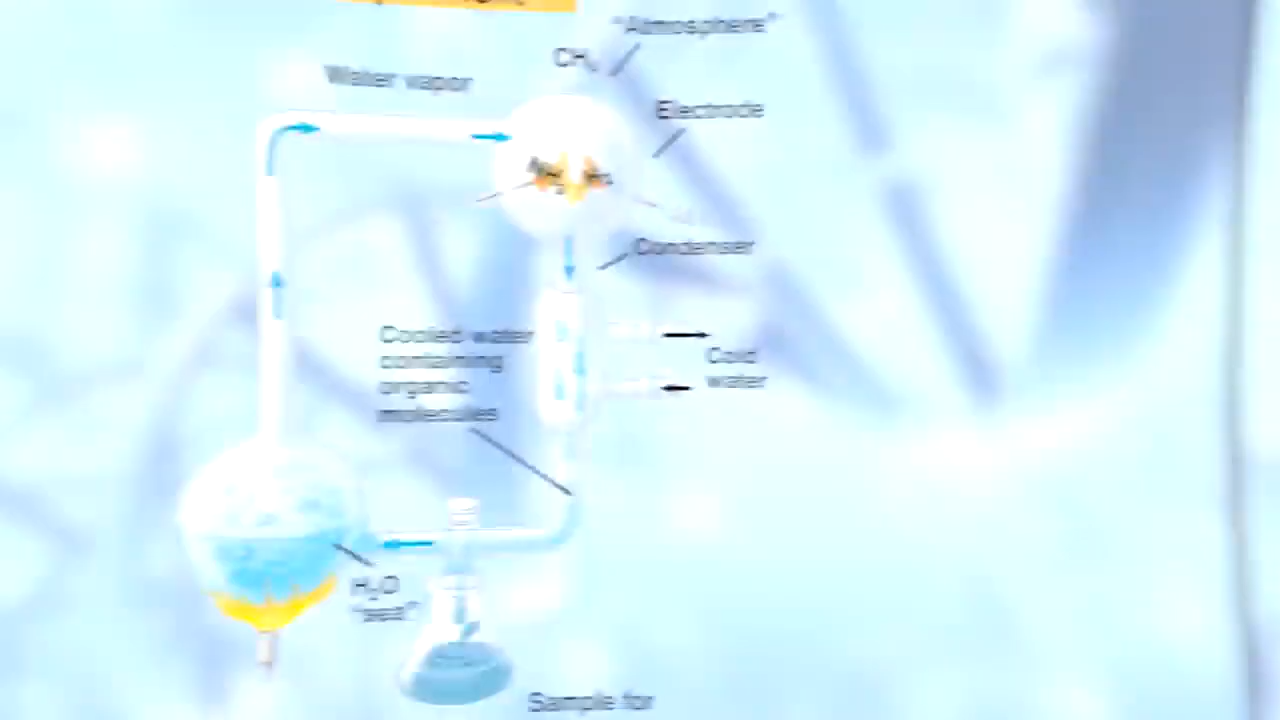 "Atmosphere"
CH₄
Water vapor
Electrode
Condenser
Cooled water
containing
organic
molecules
Cold
water
H₂O
"sea"
Sample for